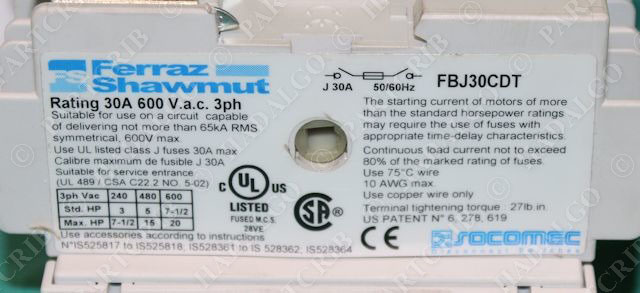 Ferraz
Shawmut
Rating 30A 600 V.a.c. 3ph
Suitable for use on a circuit capable
of delivering not more than 65kA RMS
symmetrical, 600V max
Use UL listed class J fuses 30A max
Calibre maximum de fusible J 30A
Suitable for service entrance
(UL 489 / CSA C22.2 NO. 5-02)
3ph Vac 240 480 600
Std. HP 3 5 7-1/2
Max. HP 7-1/2 15 20
Use accessories according to instructions
N°IS525817 to IS525818, IS528361 to IS 528362, IS528364
C UL US
LISTED
FUSED M.C.S.
28VE
SA
J 30A 50/60Hz
FBJ30CDT
The starting current of motors of more
than the standard horsepower ratings
may require the use of fuses with
appropriate time-delay characteristics.
Continuous load current not to exceed
80% of the marked rating of fuses.
Use 75°C wire
10 AWG max.
Use copper wire only
Terminal tightening torque : 27lb.in
US PATENT N° 6, 278, 619
CE
socomec
PARTCRIB
PARDALGO